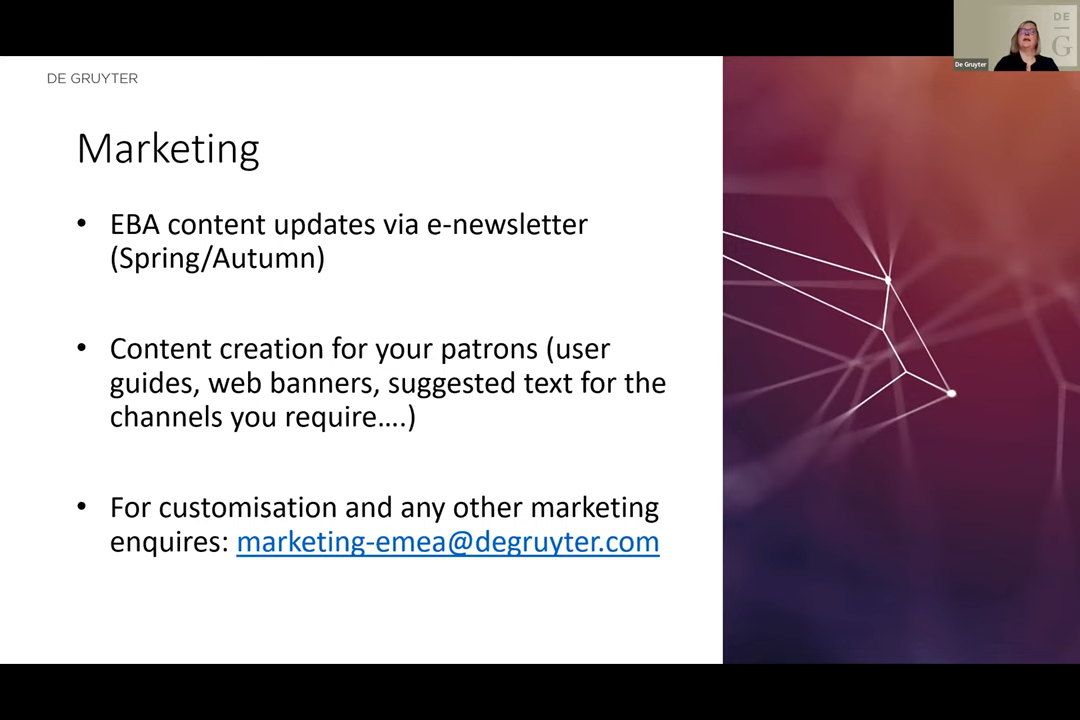 DE
G
De Gruyter
DE GRUYTER
Marketing
• EBA content updates via e-newsletter
(Spring/Autumn)
• Content creation for your patrons (user
guides, web banners, suggested text for the
channels you require....)
• For customisation and any other marketing
enquires: marketing-emea@degruyter.com